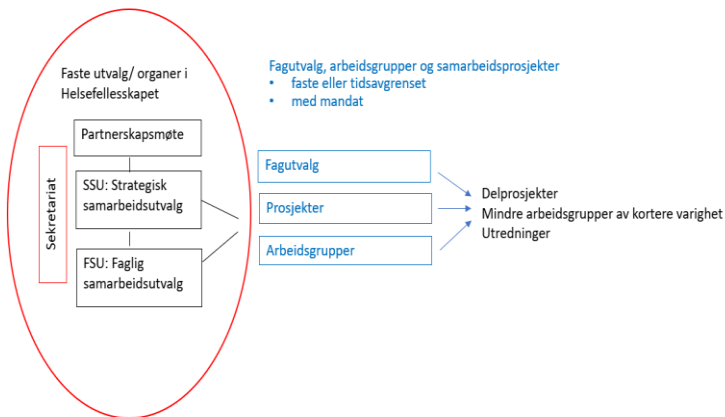 Faste utvalg/ organer i
Helsefellesskapet
Partnerskapsmøte
Sekretariat
SSU: Strategisk
samarbeidsutvalg
FSU: Faglig
samarbeidsutvalg
Fagutvalg, arbeidsgrupper og samarbeidsprosjekter
• faste eller tidsavgrenset
• med mandat
Fagutvalg
Prosjekter
Arbeidsgrupper
Delprosjekter
Mindre arbeidsgrupper av kortere varighet
Utredninger